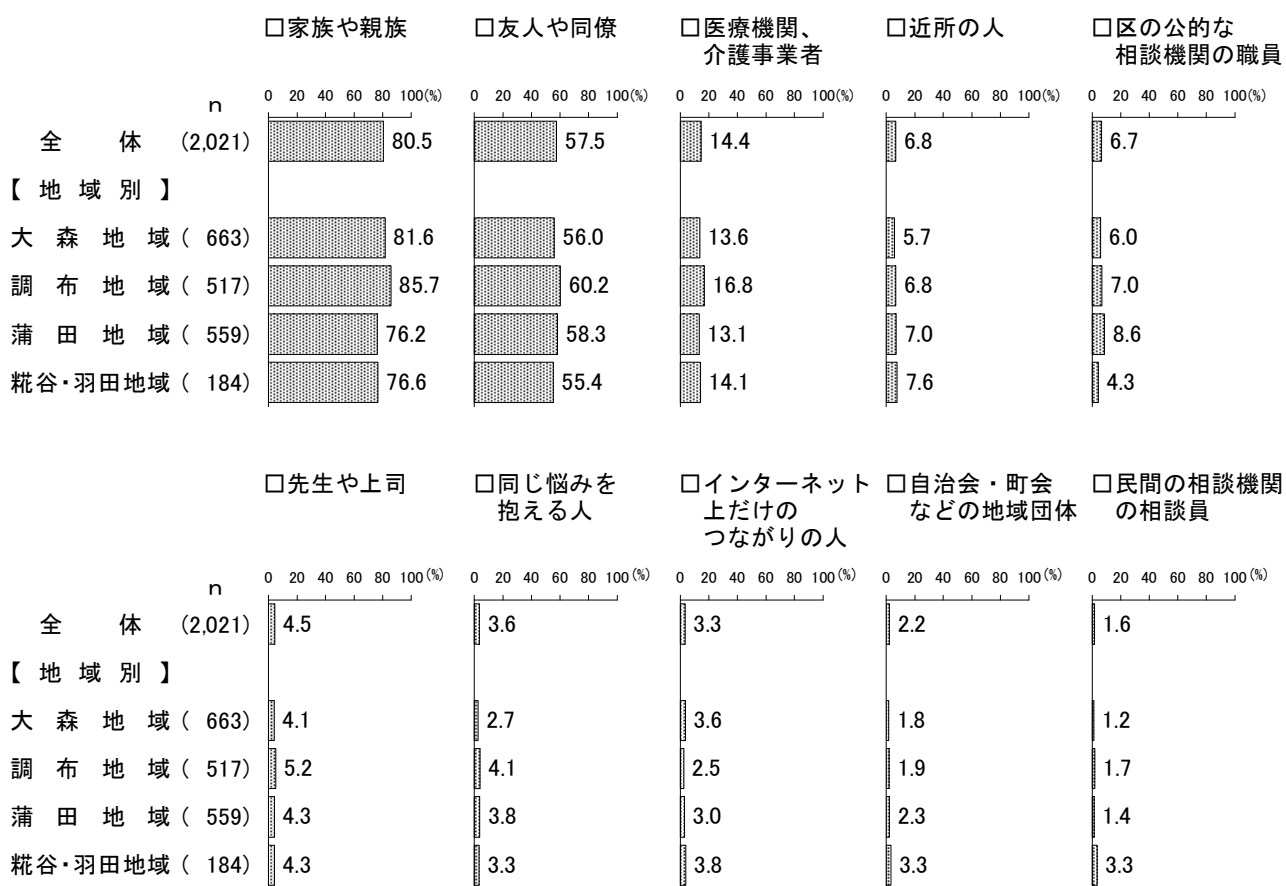 □家族や親族 □友人や同僚 □医療機関、 □近所の人 □区の公的な
介護事業者 相談機関の職員
n 0 20 40 60 80 100(%) 0 20 40 60 80 100(%) 0 20 40 60 80 100(%) 0 20 40 60 80 100(%) 0 20 40 60 80 100(%)
全体 (2,021) 80.5 57.5 14.4 6.8 6.7
【地域別】
大森地域 ( 663) 81.6 56.0 13.6 5.7 6.0
調布地域 ( 517) 85.7 60.2 16.8 6.8 7.0
蒲田地域 ( 559) 76.2 58.3 13.1 7.0 8.6
糀谷・羽田地域 ( 184) 76.6 55.4 14.1 7.6 4.3
□先生や上司 □同じ悩みを □インターネット □自治会・町会 □民間の相談機関
抱える人 上だけの などの地域団体 の相談員
つながりの人
n 0 20 40 60 80 100(%) 0 20 40 60 80 100(%) 0 20 40 60 80 100(%) 0 20 40 60 80 100(%) 0 20 40 60 80 100(%)
全体 (2,021) 4.5 3.6 3.3 2.2 1.6
【地域別】
大森地域 ( 663) 4.1 2.7 3.6 1.8 1.2
調布地域 ( 517) 5.2 4.1 2.5 1.9 1.7
蒲田地域 ( 559) 4.3 3.8 3.0 2.3 1.4
糀谷・羽田地域 ( 184) 4.3 3.3 3.8 3.3 3.3